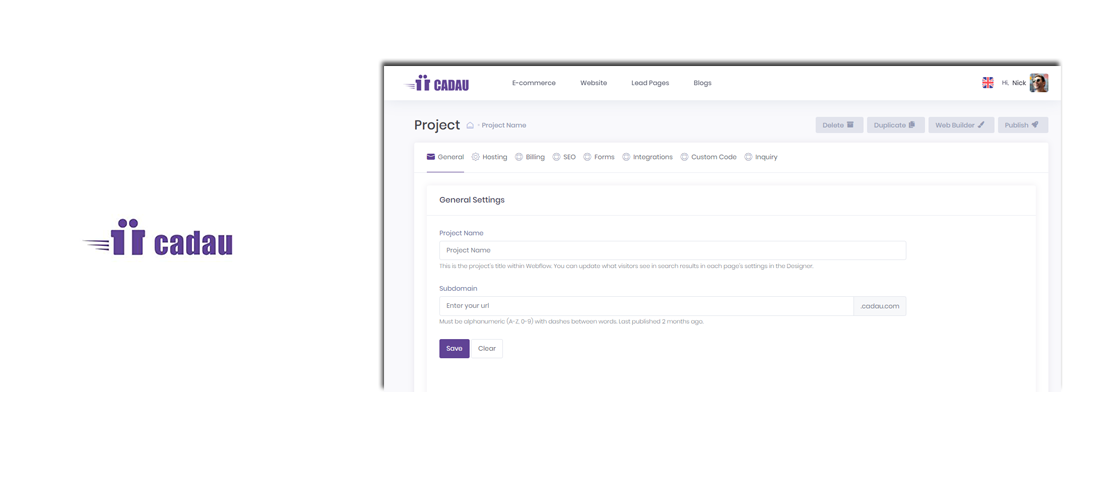 cadau
CADAU
E-commerce
Website
Lead Pages
Blogs
Hi, Nick
Project
- Project Name
Delete
Duplicate
Web Builder
Publish
General
Hosting
Billing
SEO
Forms
Integrations
Custom Code
Inquiry
General Settings
Project Name
Project Name
This is the project's title within Webflow. You can update what visitors see in search results in each page's settings in the Designer.
Subdomain
Enter your url
.cadau.com
Must be alphanumeric (A-Z, 0-9) with dashes between words. Last published 2 months ago.
Save
Clear